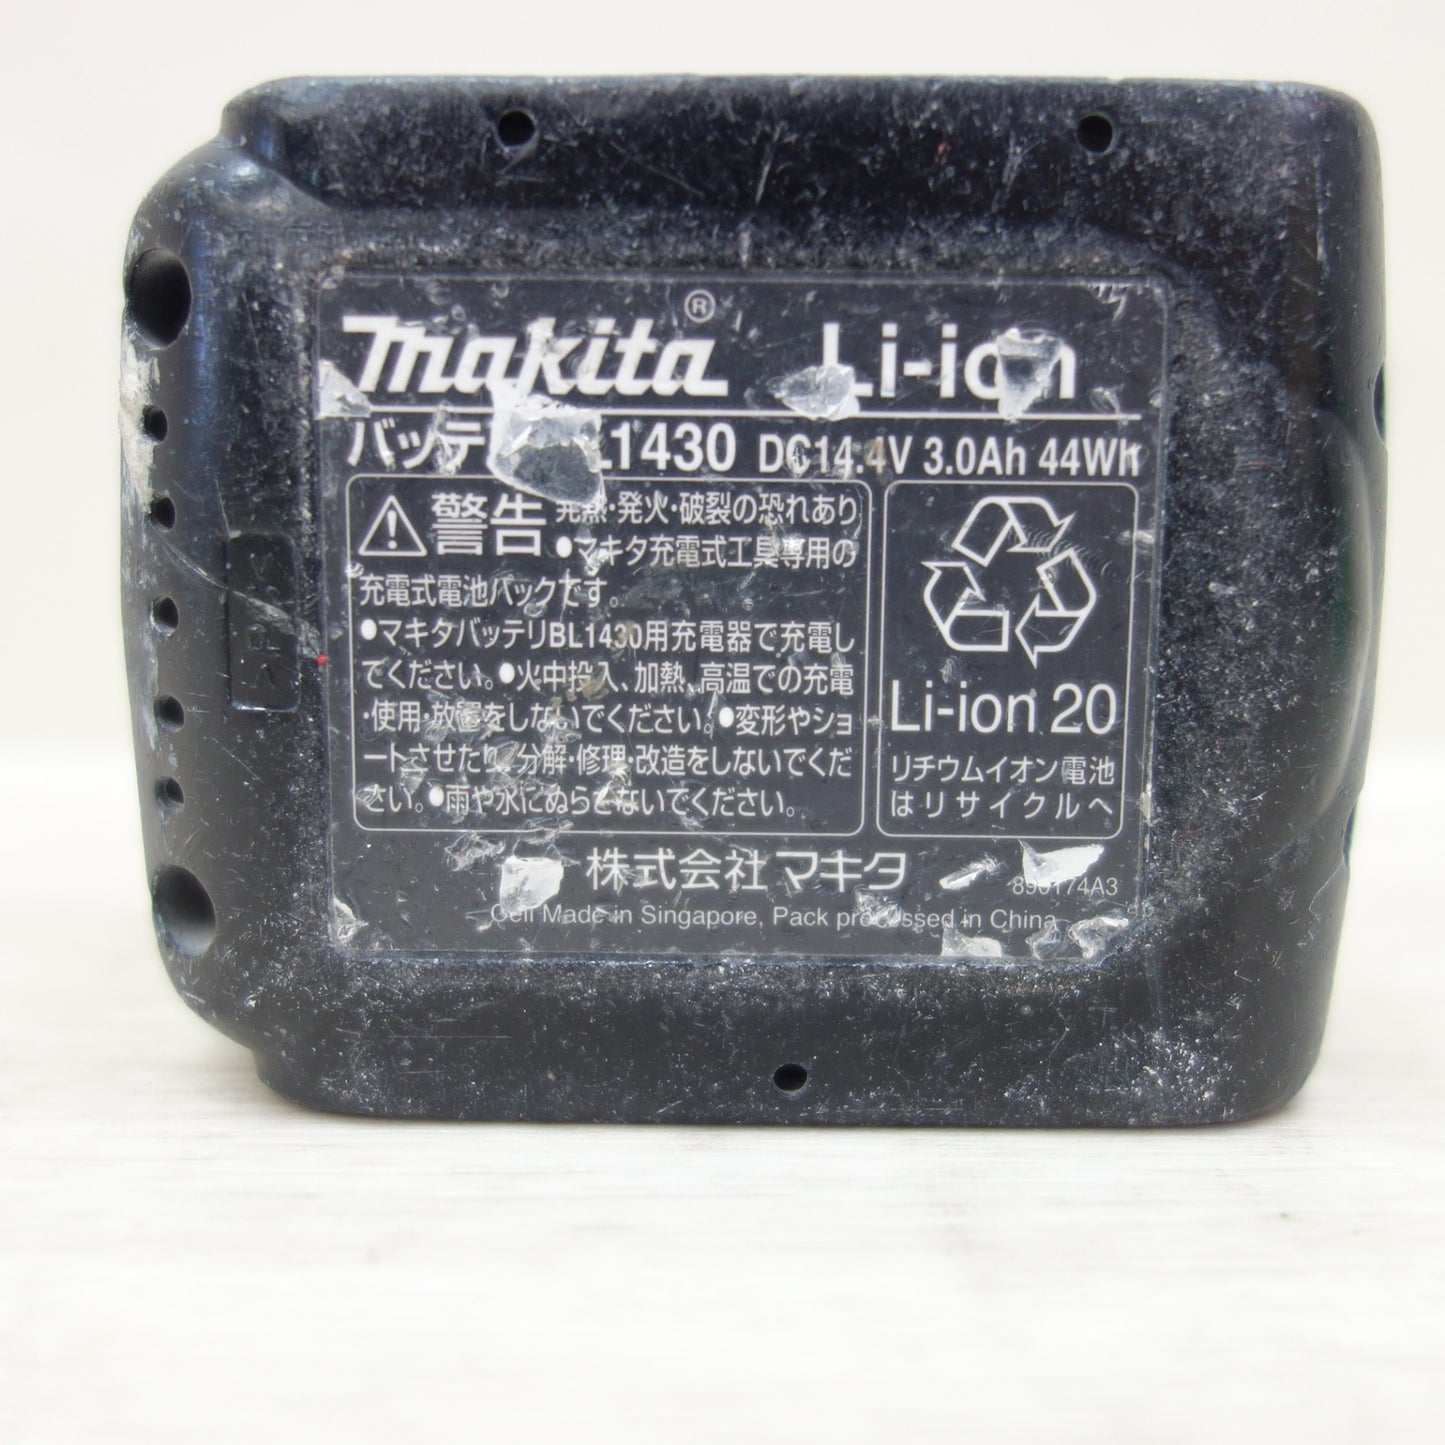 makita® Li-ion
バッテリBL1430 DC14.4V 3.0Ah 44Wh
警告 発熱・発火・破裂の恐れあり
●マキタ充電式工具専用の
充電式電池パックです。
●マキタバッテリBL1430用充電器で充電し
てください。●火中投入、加熱、高温での充電
・使用・放置をしないでください。●変形やショ
ートさせたり、分解・修理・改造をしないでくだ
さい。●雨や水にぬらさないでください。
Li-ion 20
リチウムイオン電池
はリサイクルへ
株式会社マキタ
890174A3
Cell Made in Singapore, Pack processed in China